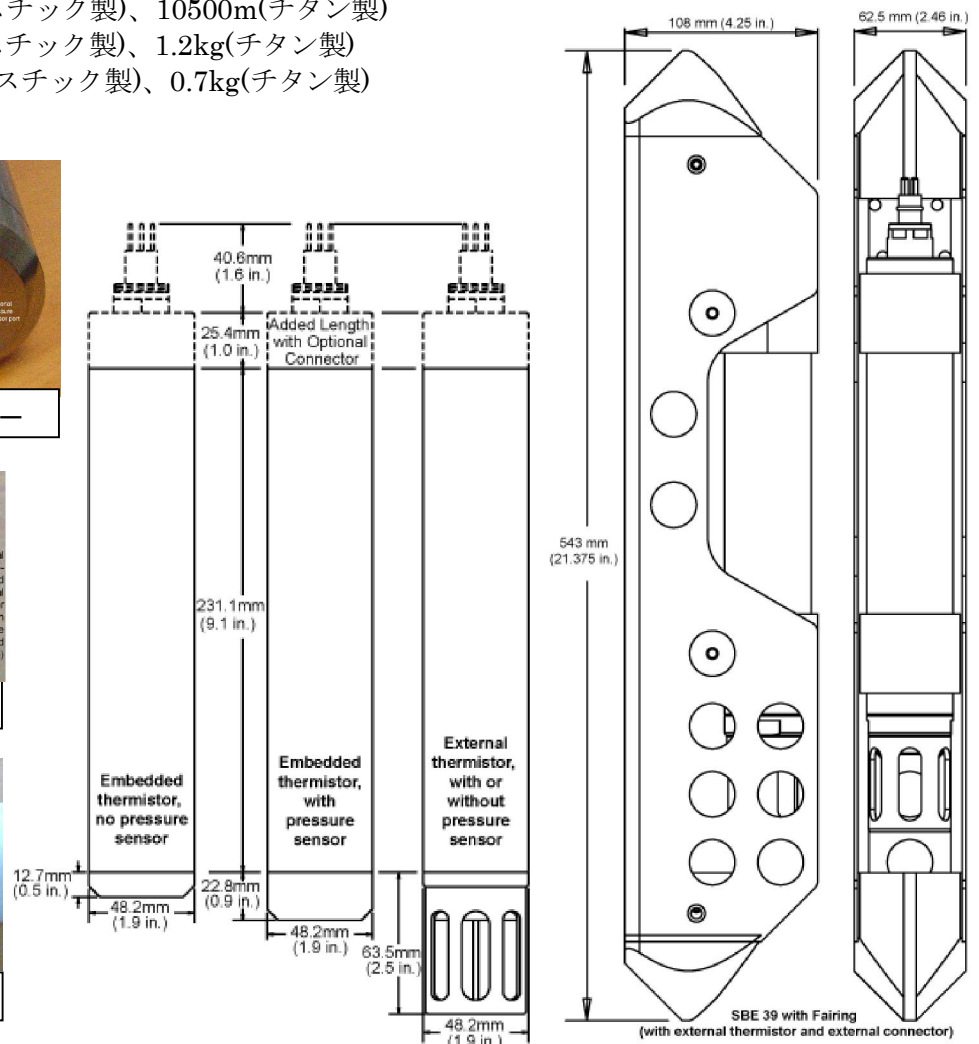 スチック製)、10500m(チタン製)
スチック製)、1.2kg(チタン製)
スチック製)、0.7kg(チタン製)
108 mm (4.25 in.)
62.5 mm (2.46 in.)
40.6mm
(1.6 in.)
25.4mm
(1.0 in.)
Added Length
with Optional
Connector
ー
543 mm
(21.375 in.)
231.1mm
(9.1 in.)
Embedded
thermistor,
no pressure
sensor
Embedded
thermistor,
with
pressure
sensor
External
thermistor,
with or
without
pressure
sensor
12.7mm
(0.5 in.)
48.2mm
(1.9 in.)
22.8mm
(0.9 in.)
48.2mm
(1.9 in.)
63.5mm
(2.5 in.)
48.2mm
(1.9 in.)
SBE 39 with Fairing
(with external thermistor and external connector)